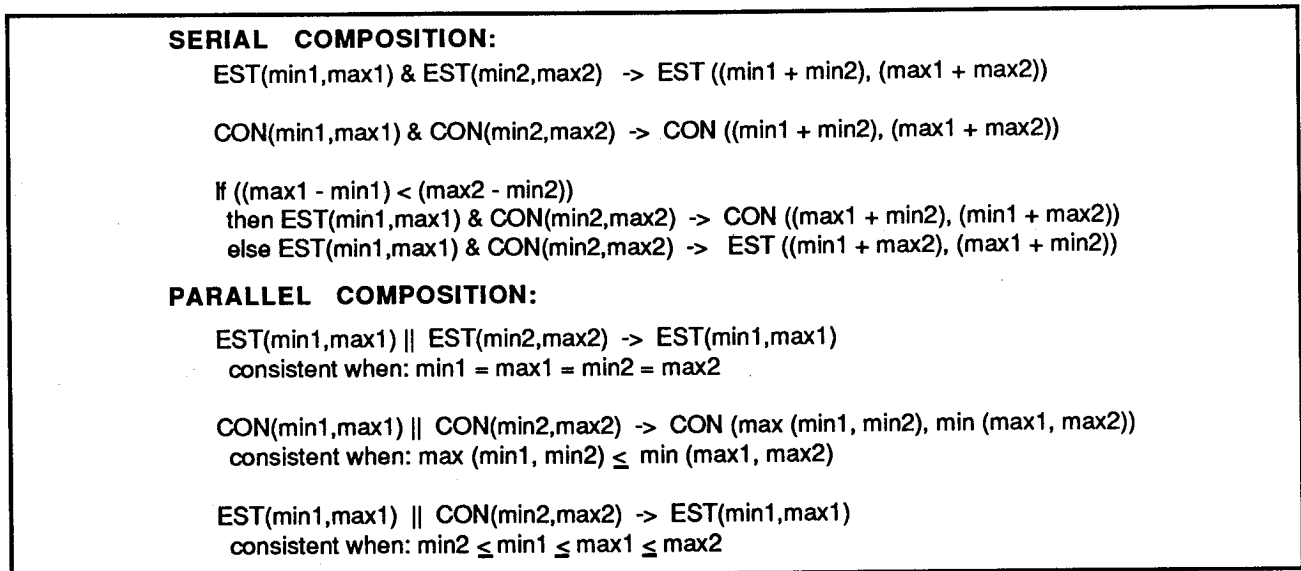 SERIAL COMPOSITION:
EST(min1,max1) & EST(min2,max2) -> EST ((min1 + min2), (max1 + max2))
CON(min1,max1) & CON(min2,max2) -> CON ((min1 + min2), (max1 + max2))
If ((max1 - min1) < (max2 - min2))
then EST(min1,max1) & CON(min2,max2) -> CON ((max1 + min2), (min1 + max2))
else EST(min1,max1) & CON(min2,max2) -> EST ((min1 + max2), (max1 + min2))
PARALLEL COMPOSITION:
EST(min1,max1) || EST(min2,max2) -> EST(min1,max1)
consistent when: min1 = max1 = min2 = max2
CON(min1,max1) || CON(min2,max2) -> CON (max (min1, min2), min (max1, max2))
consistent when: max (min1, min2) ≤ min (max1, max2)
EST(min1,max1) || CON(min2,max2) -> EST(min1,max1)
consistent when: min2 ≤ min1 ≤ max1 ≤ max2